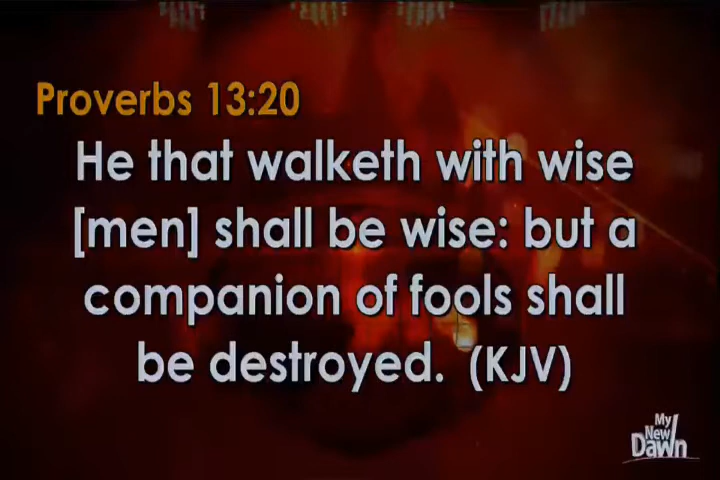 Proverbs 13:20
He that walketh with wise
[men] shall be wise: but a
companion of fools shall
be destroyed. (KJV)
My
New
Dawn